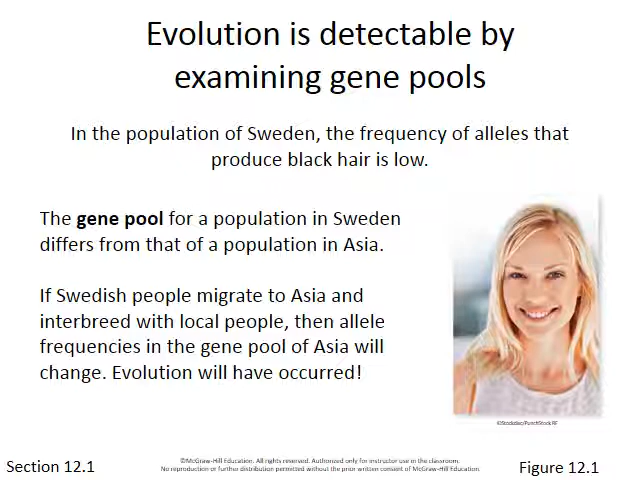 Evolution is detectable by
examining gene pools
In the population of Sweden, the frequency of alleles that
produce black hair is low.
The gene pool for a population in Sweden
differs from that of a population in Asia.
If Swedish people migrate to Asia and
interbreed with local people, then allele
frequencies in the gene pool of Asia will
change. Evolution will have occurred!
©Stockdisc/PunchStock RF
Section 12.1
©McGraw-Hill Education. All rights reserved. Authorized only for instructor use in the classroom.
No reproduction or further distribution permitted without the prior written consent of McGraw-Hill Education.
Figure 12.1